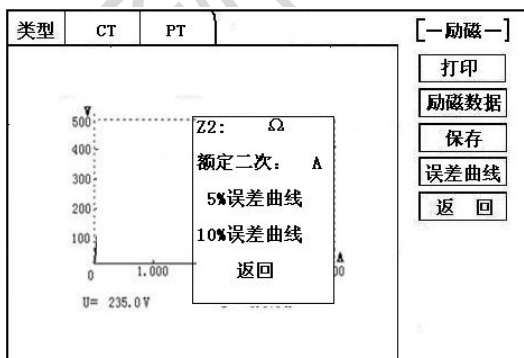 类型 CT PT
[—励磁—]
打印
励磁数据
保存
误差曲线
返 回
V
500
400
300
200
100
0 1.000 00
A
U= 235.0V
Z2: Ω
额定二次: A
5%误差曲线
10%误差曲线
返回